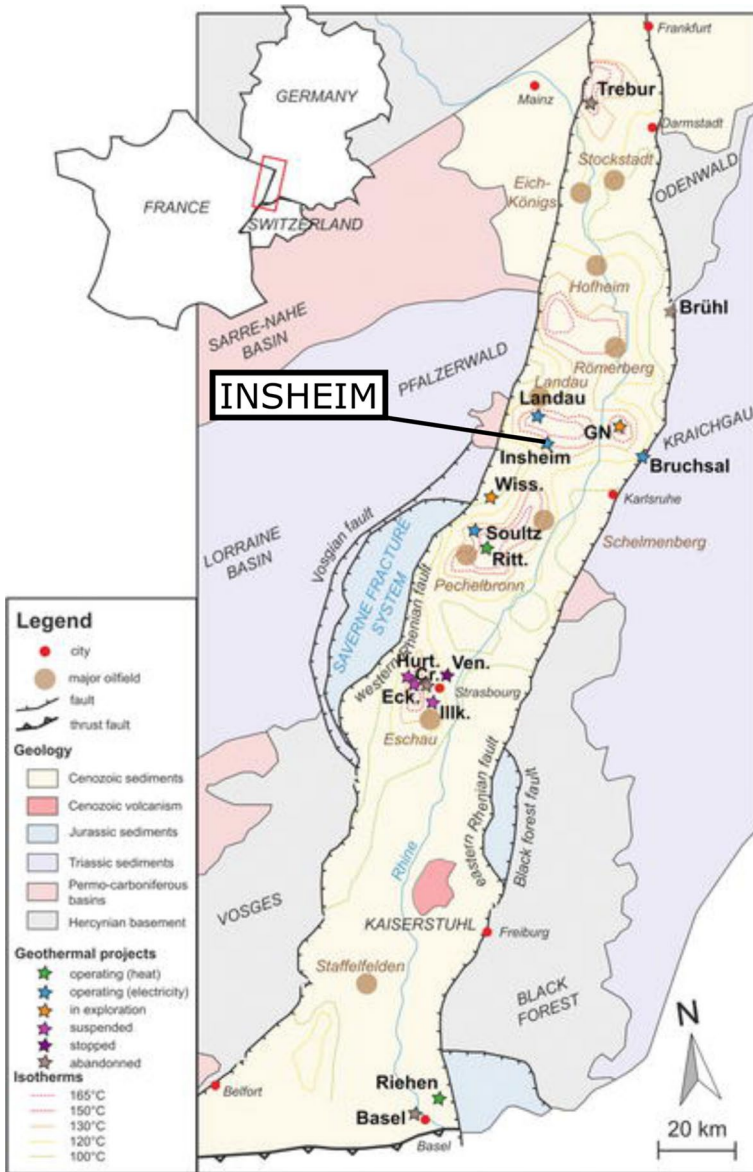 GERMANY
FRANCE
SWITZERLAND
Frankfurt
Trebur
Mainz
Darmstadt
Stockstadt
Eich-
Königs
ODENWALD
Hofheim
Brühl
SARRE-NAHE
BASIN
PFALZERWALD
Römerberg
Landau
INSHEIM
Landau
GN
KRAICHGAU
Insheim
Bruchsal
Wiss.
Karlsruhe
LORRAINE
BASIN
Vosgian fault
SAVERNE FRACTURE
SYSTEM
Soultz
Ritt.
Schelmenberg
Pechelbronn
western Rhenian fault
Hurt.
Cr.
Ven.
Eck.
Strasbourg
Illk.
Eschau
eastern Rhenian fault
Black forest fault
Rhine
VOSGES
KAISERSTUHL
Freiburg
Staffelfelden
BLACK
FOREST
Belfort
Riehen
Basel
Basel
N
20 km
Legend
city
major oilfield
fault
thrust fault
Geology
Cenozoic sediments
Cenozoic volcanism
Jurassic sediments
Triassic sediments
Permo-carboniferous
basins
Hercynian basement
Geothermal projects
operating (heat)
operating (electricity)
in exploration
suspended
stopped
abandonned
Isotherms
165°C
150°C
130°C
120°C
100°C